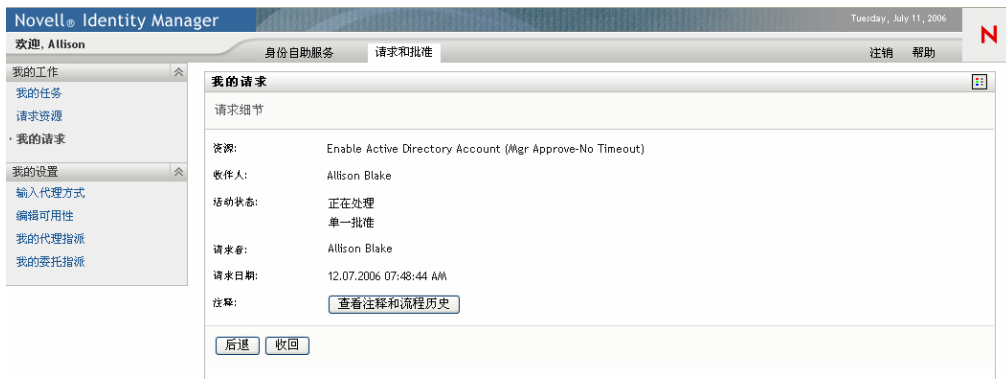 Novell® Identity Manager
Tuesday, July 11, 2006
N
欢迎, Allison
身份自助服务
请求和批准
注销
帮助
我的工作
我的任务
请求资源
·我的请求
我的设置
输入代理方式
编辑可用性
我的代理指派
我的委托指派
我的请求
请求细节
资源: Enable Active Directory Account (Mgr Approve-No Timeout)
收件人: Allison Blake
活动状态: 正在处理
单一批准
请求者: Allison Blake
请求日期: 12.07.2006 07:48:44 AM
注释: 查看注释和流程历史
后退 收回